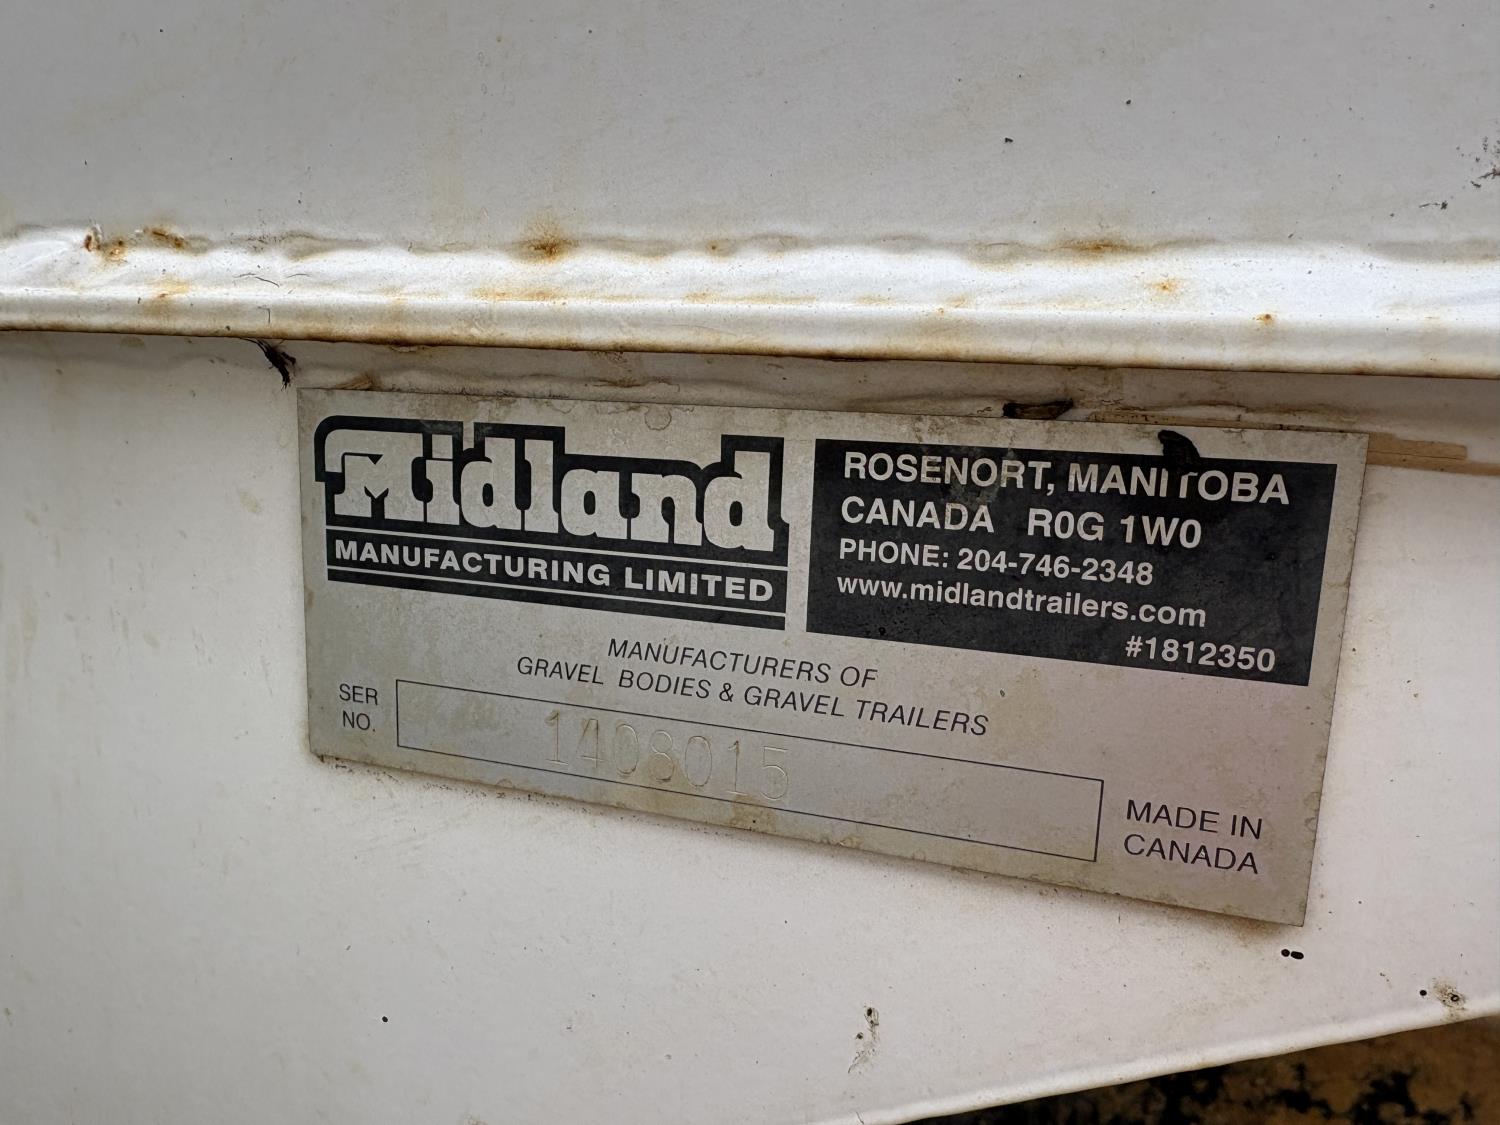 Midland
MANUFACTURING LIMITED
ROSENORT, MANITOBA
CANADA R0G 1W0
PHONE: 204-746-2348
www.midlandtrailers.com
#1812350
MANUFACTURERS OF
GRAVEL BODIES & GRAVEL TRAILERS
SER
NO.
1408015
MADE IN
CANADA